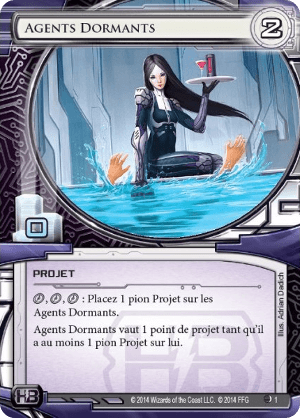 AGENTS DORMANTS
2
0
PROJET
, , : Placez 1 pion Projet sur les
Agents Dormants.
Agents Dormants vaut 1 point de projet tant qu'il
a au moins 1 pion Projet sur lui.
Illus. Adrian Dadich
HB
© 2014 Wizards of the Coast LLC. © 2014 FFG
1